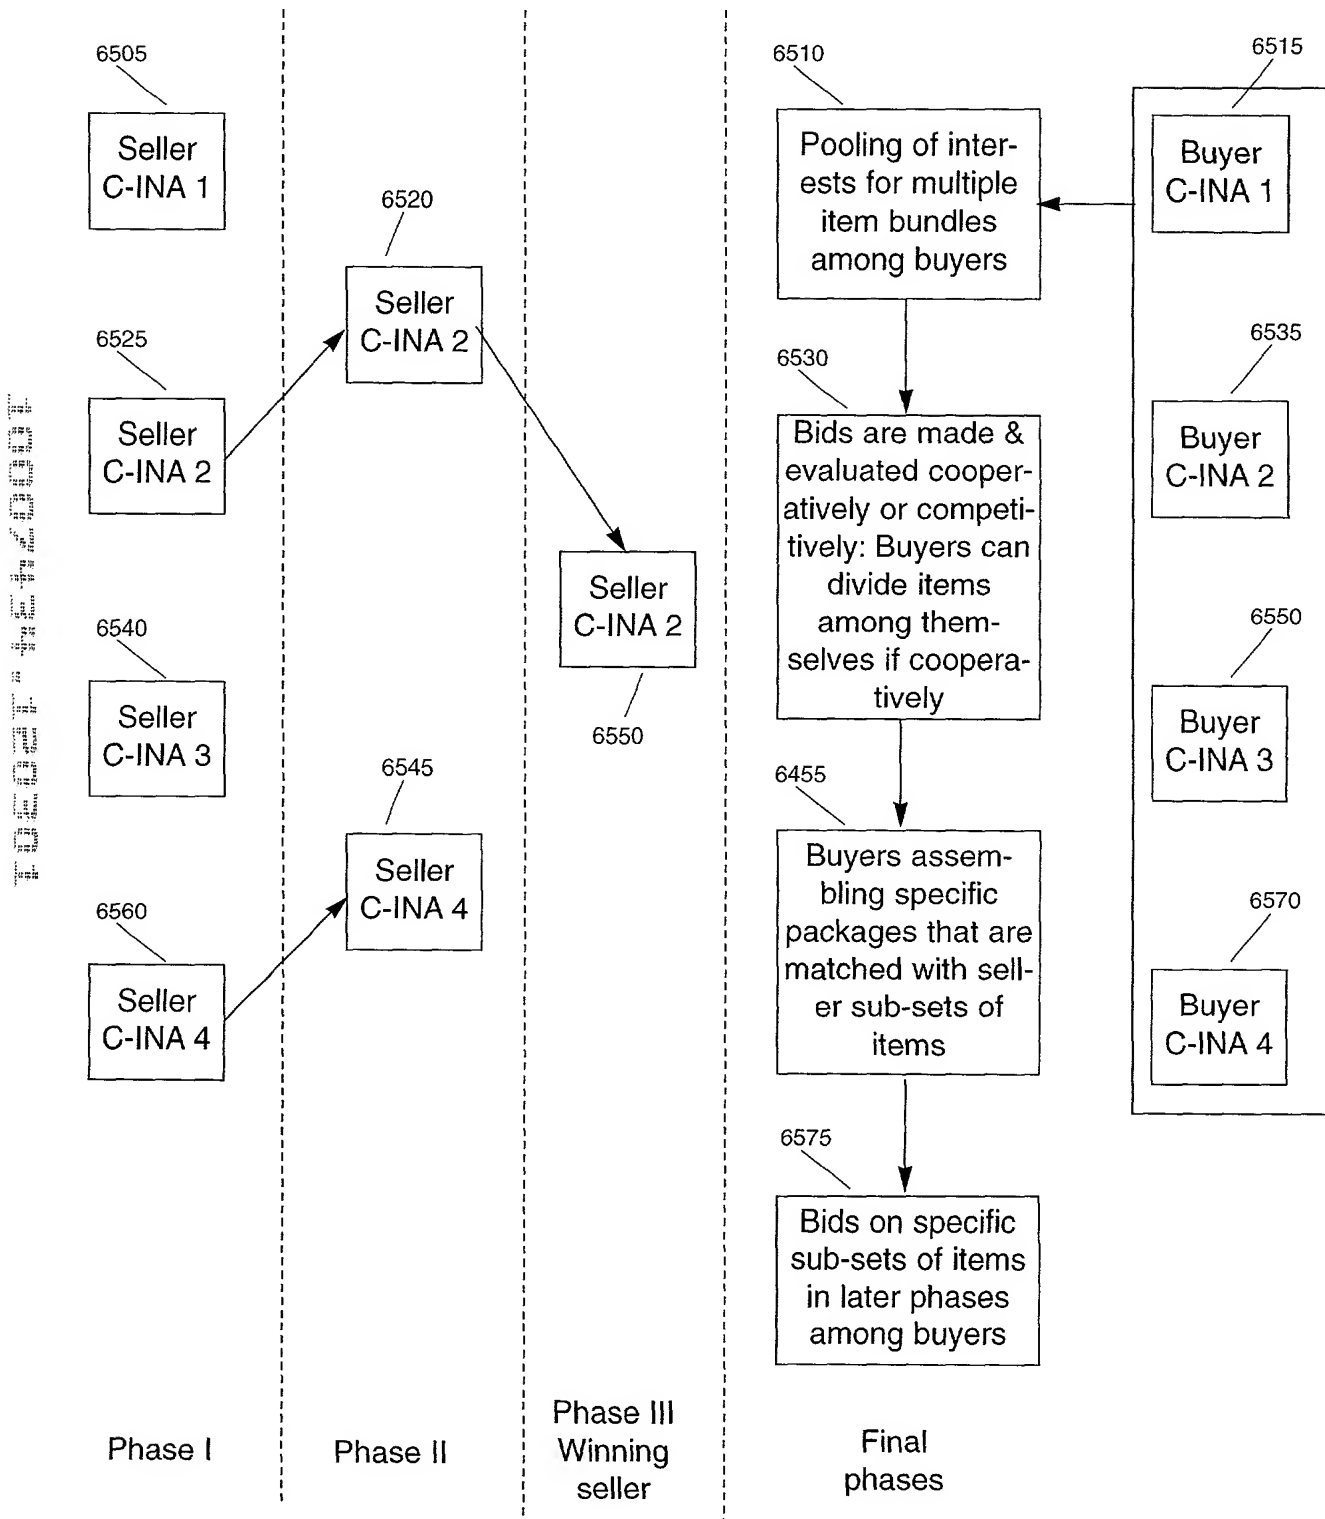 6505
Seller
C-INA 1
6525
Seller
C-INA 2
6540
Seller
C-INA 3
6560
Seller
C-INA 4
Phase I
6520
Seller
C-INA 2
6545
Seller
C-INA 4
Phase II
Seller
C-INA 2
6550
Phase III
Winning
seller
6510
Pooling of inter-
ests for multiple
item bundles
among buyers
6530
Bids are made &
evaluated cooper-
atively or competi-
tively: Buyers can
divide items
among them-
selves if coopera-
tively
6455
Buyers assem-
bling specific
packages that are
matched with sell-
er sub-sets of
items
6575
Bids on specific
sub-sets of items
in later phases
among buyers
Final
phases
6515
Buyer
C-INA 1
6535
Buyer
C-INA 2
6550
Buyer
C-INA 3
6570
Buyer
C-INA 4